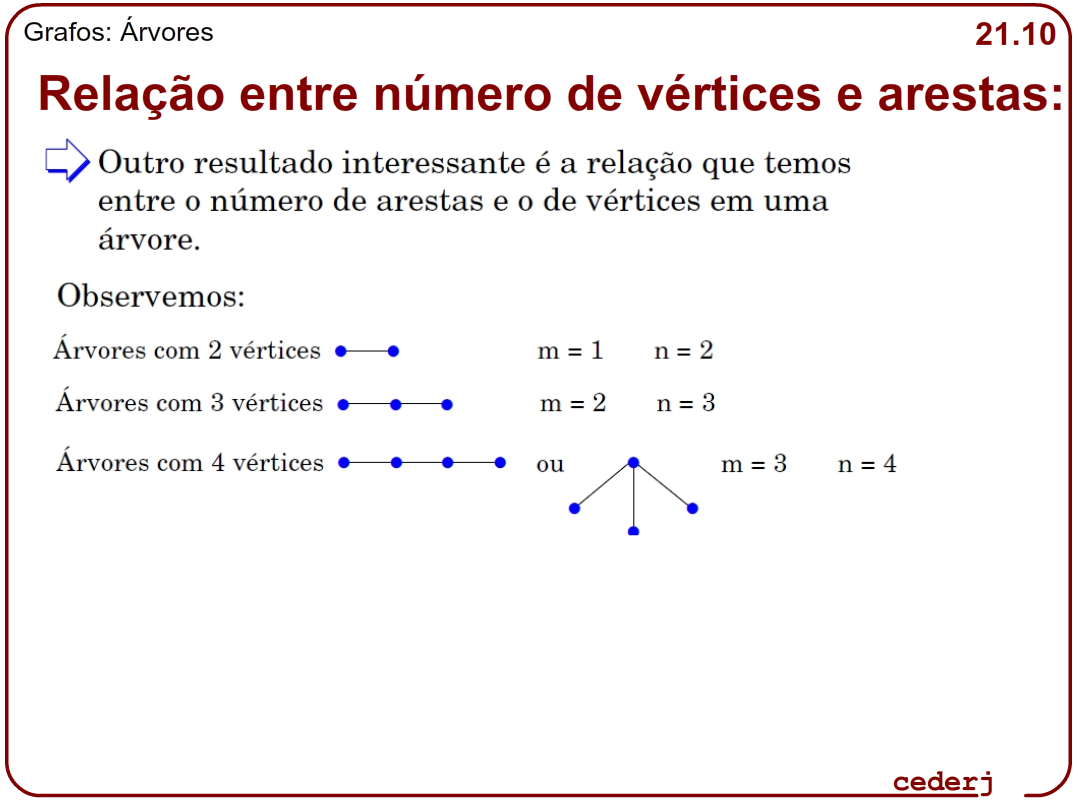 Grafos: Árvores
21.10
Relação entre número de vértices e arestas:
Outro resultado interessante é a relação que temos
entre o número de arestas e o de vértices em uma
árvore.
Observemos:
Árvores com 2 vértices m = 1 n = 2
Árvores com 3 vértices m = 2 n = 3
Árvores com 4 vértices ou m = 3 n = 4
cederj